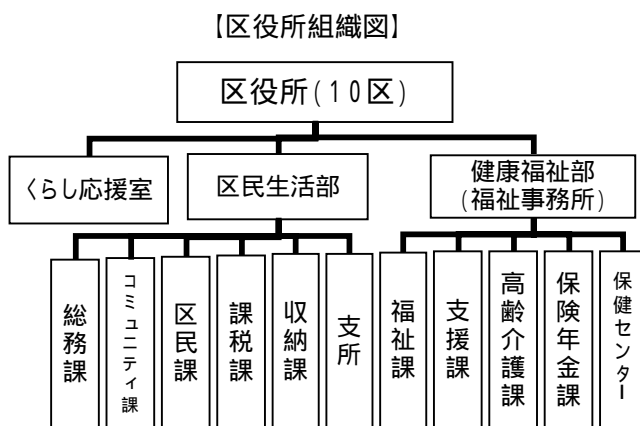 【区役所組織図】
区役所(10区)
くらし応援室
区民生活部
健康福祉部
(福祉事務所)
総務課
コミュニティ課
区民課
課税課
収納課
支所
福祉課
支援課
高齢介護課
保険年金課
保健センター